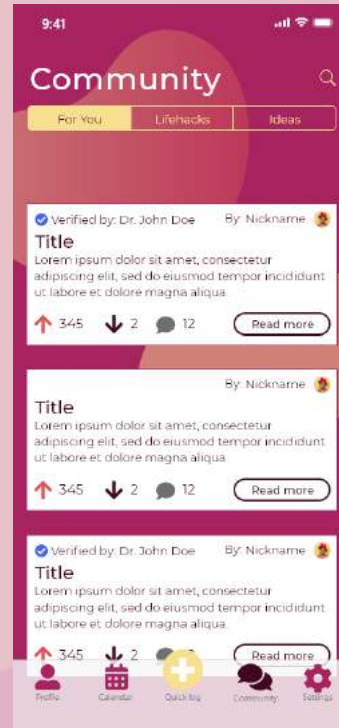 9:41
Community
For You Lifehacks Ideas
Verified by: Dr. John Doe By: Nickname
Title
Lorem ipsum dolor sit amet, consectetur
adipiscing elit, sed do eiusmod tempor incididunt
ut labore et dolore magna aliqua.
345 2 12 Read more
By: Nickname
Title
Lorem ipsum dolor sit amet, consectetur
adipiscing elit, sed do eiusmod tempor incididunt
ut labore et dolore magna aliqua.
345 2 12 Read more
Verified by: Dr. John Doe By: Nickname
Title
Lorem ipsum dolor sit amet, consectetur
adipiscing elit, sed do eiusmod tempor incididunt
ut labore et dolore magna aliqua.
345 2 Read more
Profile Calendar Quick log Community Settings